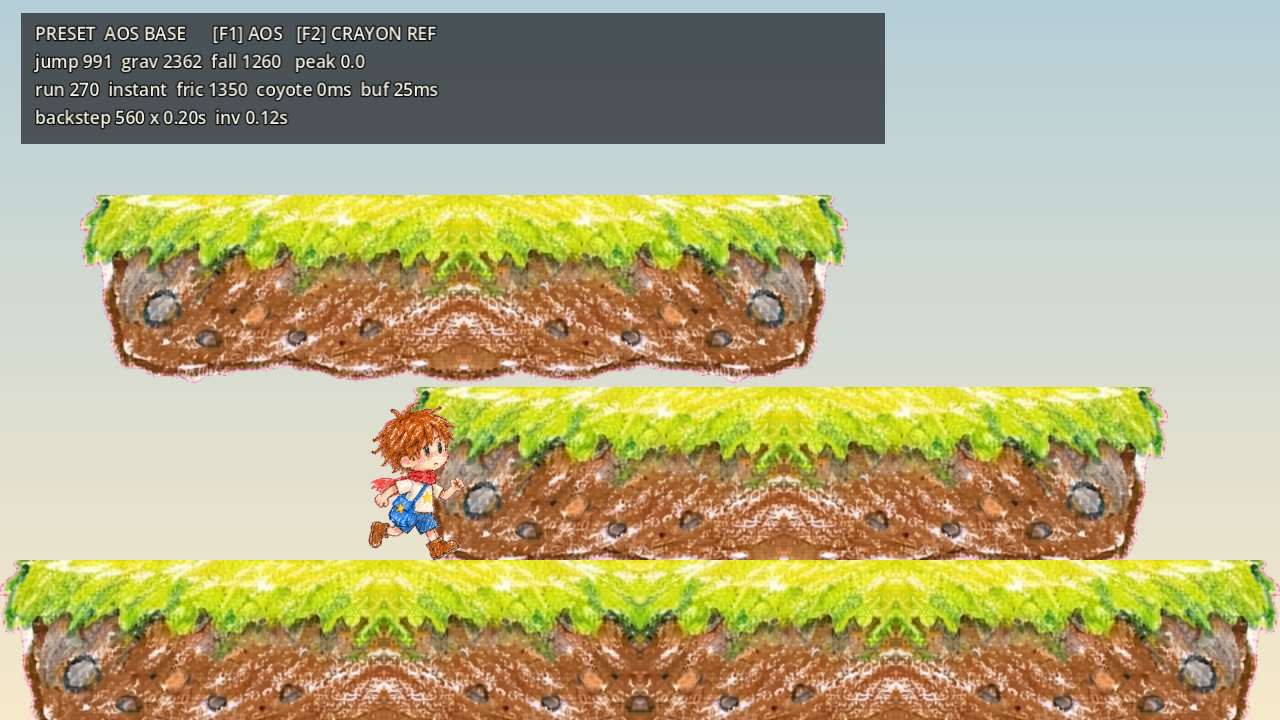 PRESET  AOS BASE     [F1] AOS   [F2] CRAYON REF
jump 991  grav 2362  fall 1260   peak 0.0
run 270  instant  fric 1350  coyote 0ms  buf 25ms
backstep 560 x 0.20s  inv 0.12s